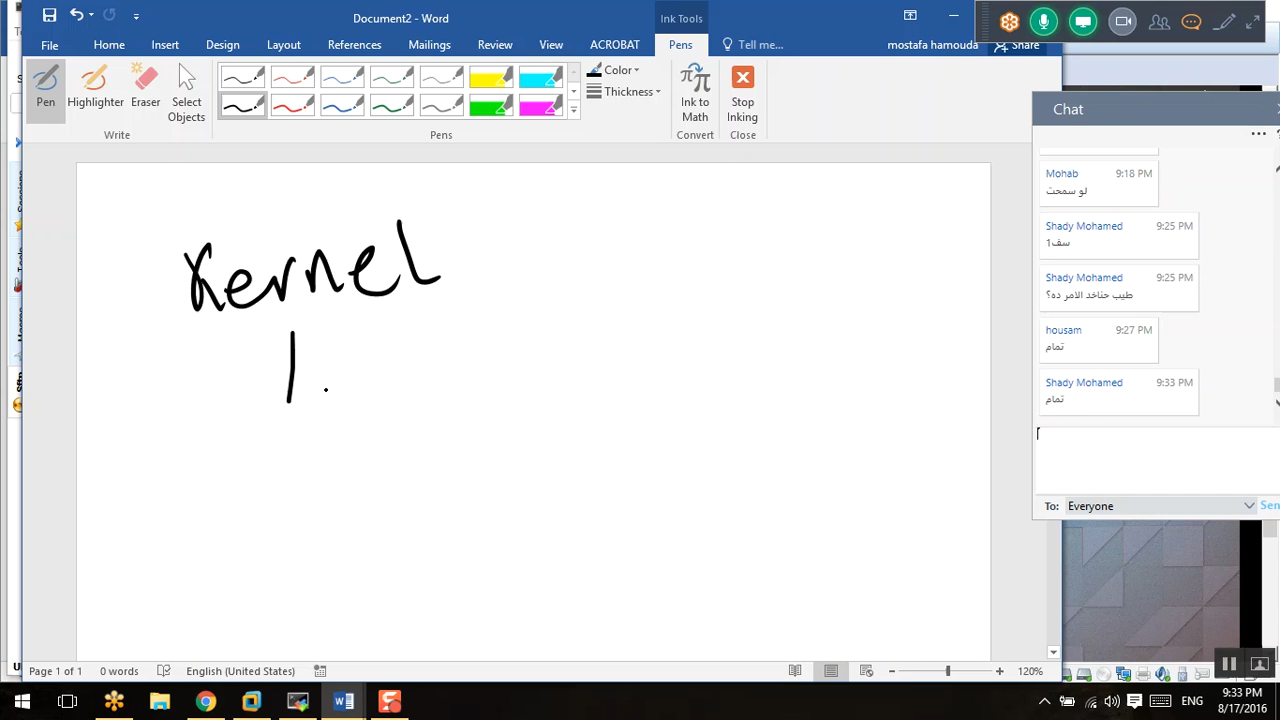 Document2 - Word
Ink Tools
File
Home
Insert
Design
Layout
References
Mailings
Review
View
ACROBAT
Pens
Tell me...
mostafa hamouda
Share
Pen
Highlighter
Eraser
Select
Objects
Color
Thickness
Ink to
Math
Stop
Inking
Write
Pens
Convert
Close
Kernel
Chat
Mohab 9:18 PM
لو سمحت
Shady Mohamed 9:25 PM
سف1
Shady Mohamed 9:25 PM
طيب حناخد الامر ده؟
housam 9:27 PM
تمام
Shady Mohamed 9:33 PM
تمام
To: Everyone
Sen
Page 1 of 1
0 words
English (United States)
120%
ENG
9:33 PM
8/17/2016